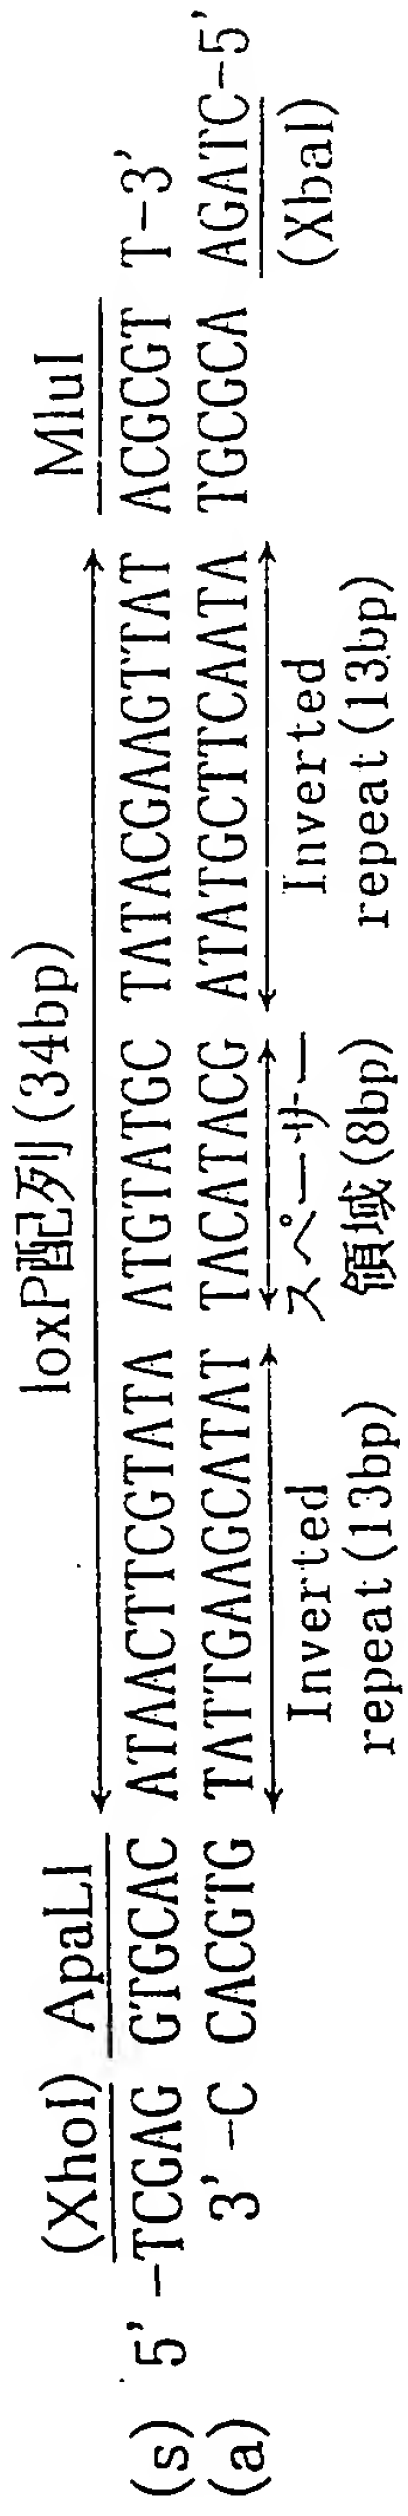 loxP配列(34bp)
(XhoI) ApaLI MluI
(s) 5' -TCGAG GTGCAC ATAACTTCGTATA ATGTATGC TATACGAAGTTAT ACGCGT T-3'
(a) 3' -C CACGTG TATTGAAGCATAT TACATACG ATATGCTTCAATA TGCGCA AGATC-5'
Inverted スペーサー Inverted (XbaI)
repeat(13bp) 領域(8bp) repeat(13bp)